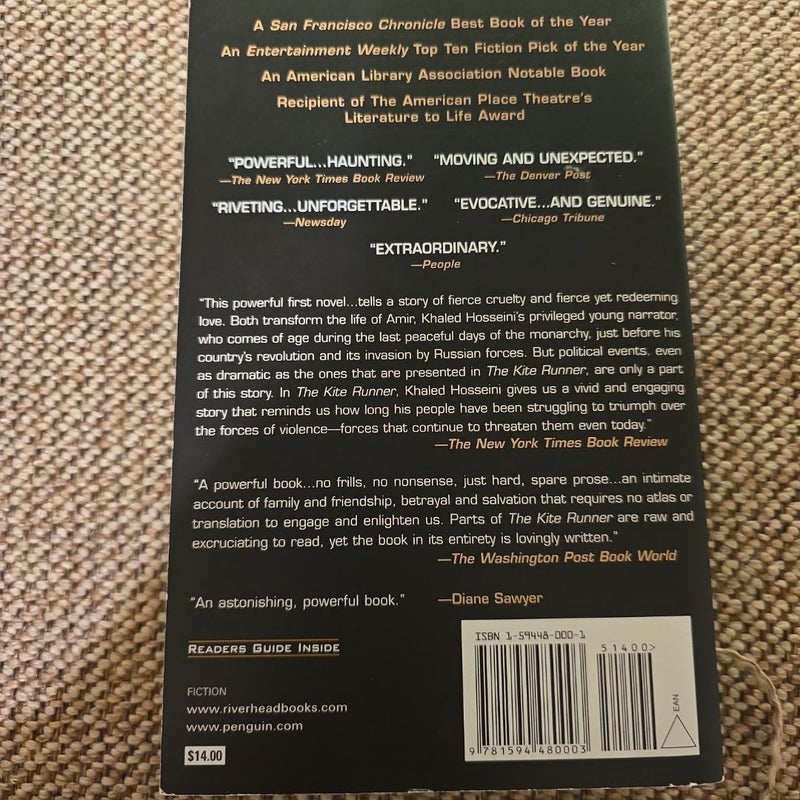 A San Francisco Chronicle Best Book of the Year
An Entertainment Weekly Top Ten Fiction Pick of the Year
An American Library Association Notable Book
Recipient of The American Place Theatre's
Literature to Life Award
"POWERFUL...HAUNTING." "MOVING AND UNEXPECTED."
—The New York Times Book Review —The Denver Post
"RIVETING...UNFORGETTABLE." "EVOCATIVE...AND GENUINE."
—Newsday —Chicago Tribune
"EXTRAORDINARY."
—People
"This powerful first novel...tells a story of fierce cruelty and fierce yet redeeming
love. Both transform the life of Amir, Khaled Hosseini's privileged young narrator,
who comes of age during the last peaceful days of the monarchy, just before his
country's revolution and its invasion by Russian forces. But political events, even
as dramatic as the ones that are presented in The Kite Runner, are only a part
of this story. In The Kite Runner, Khaled Hosseini gives us a vivid and engaging
story that reminds us how long his people have been struggling to triumph over
the forces of violence—forces that continue to threaten them even today."
—The New York Times Book Review
"A powerful book...no frills, no nonsense, just hard, spare prose...an intimate
account of family and friendship, betrayal and salvation that requires no atlas or
translation to engage and enlighten us. Parts of The Kite Runner are raw and
excruciating to read, yet the book in its entirety is lovingly written."
—The Washington Post Book World
"An astonishing, powerful book." —Diane Sawyer
READERS GUIDE INSIDE
FICTION
www.riverheadbooks.com
www.penguin.com
$14.00
ISBN 1-59448-000-1
51400>
9 781594 480003
EAN